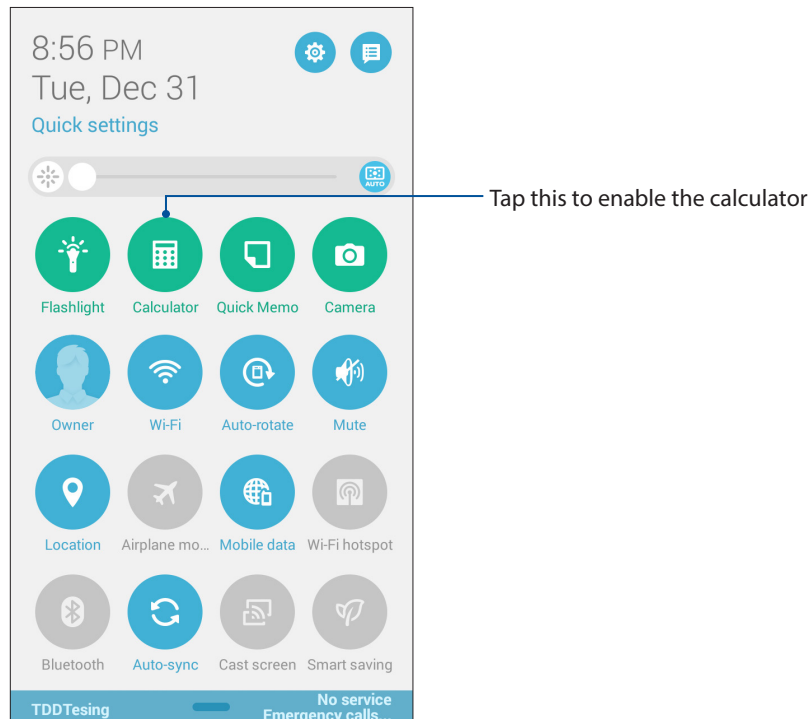 8:56 PM
Tue, Dec 31
Quick settings
AUTO
Tap this to enable the calculator
Flashlight Calculator Quick Memo Camera
Owner Wi-Fi Auto-rotate Mute
Location Airplane mo... Mobile data Wi-Fi hotspot
Bluetooth Auto-sync Cast screen Smart saving
No service
TDDTesing Emergency calls...